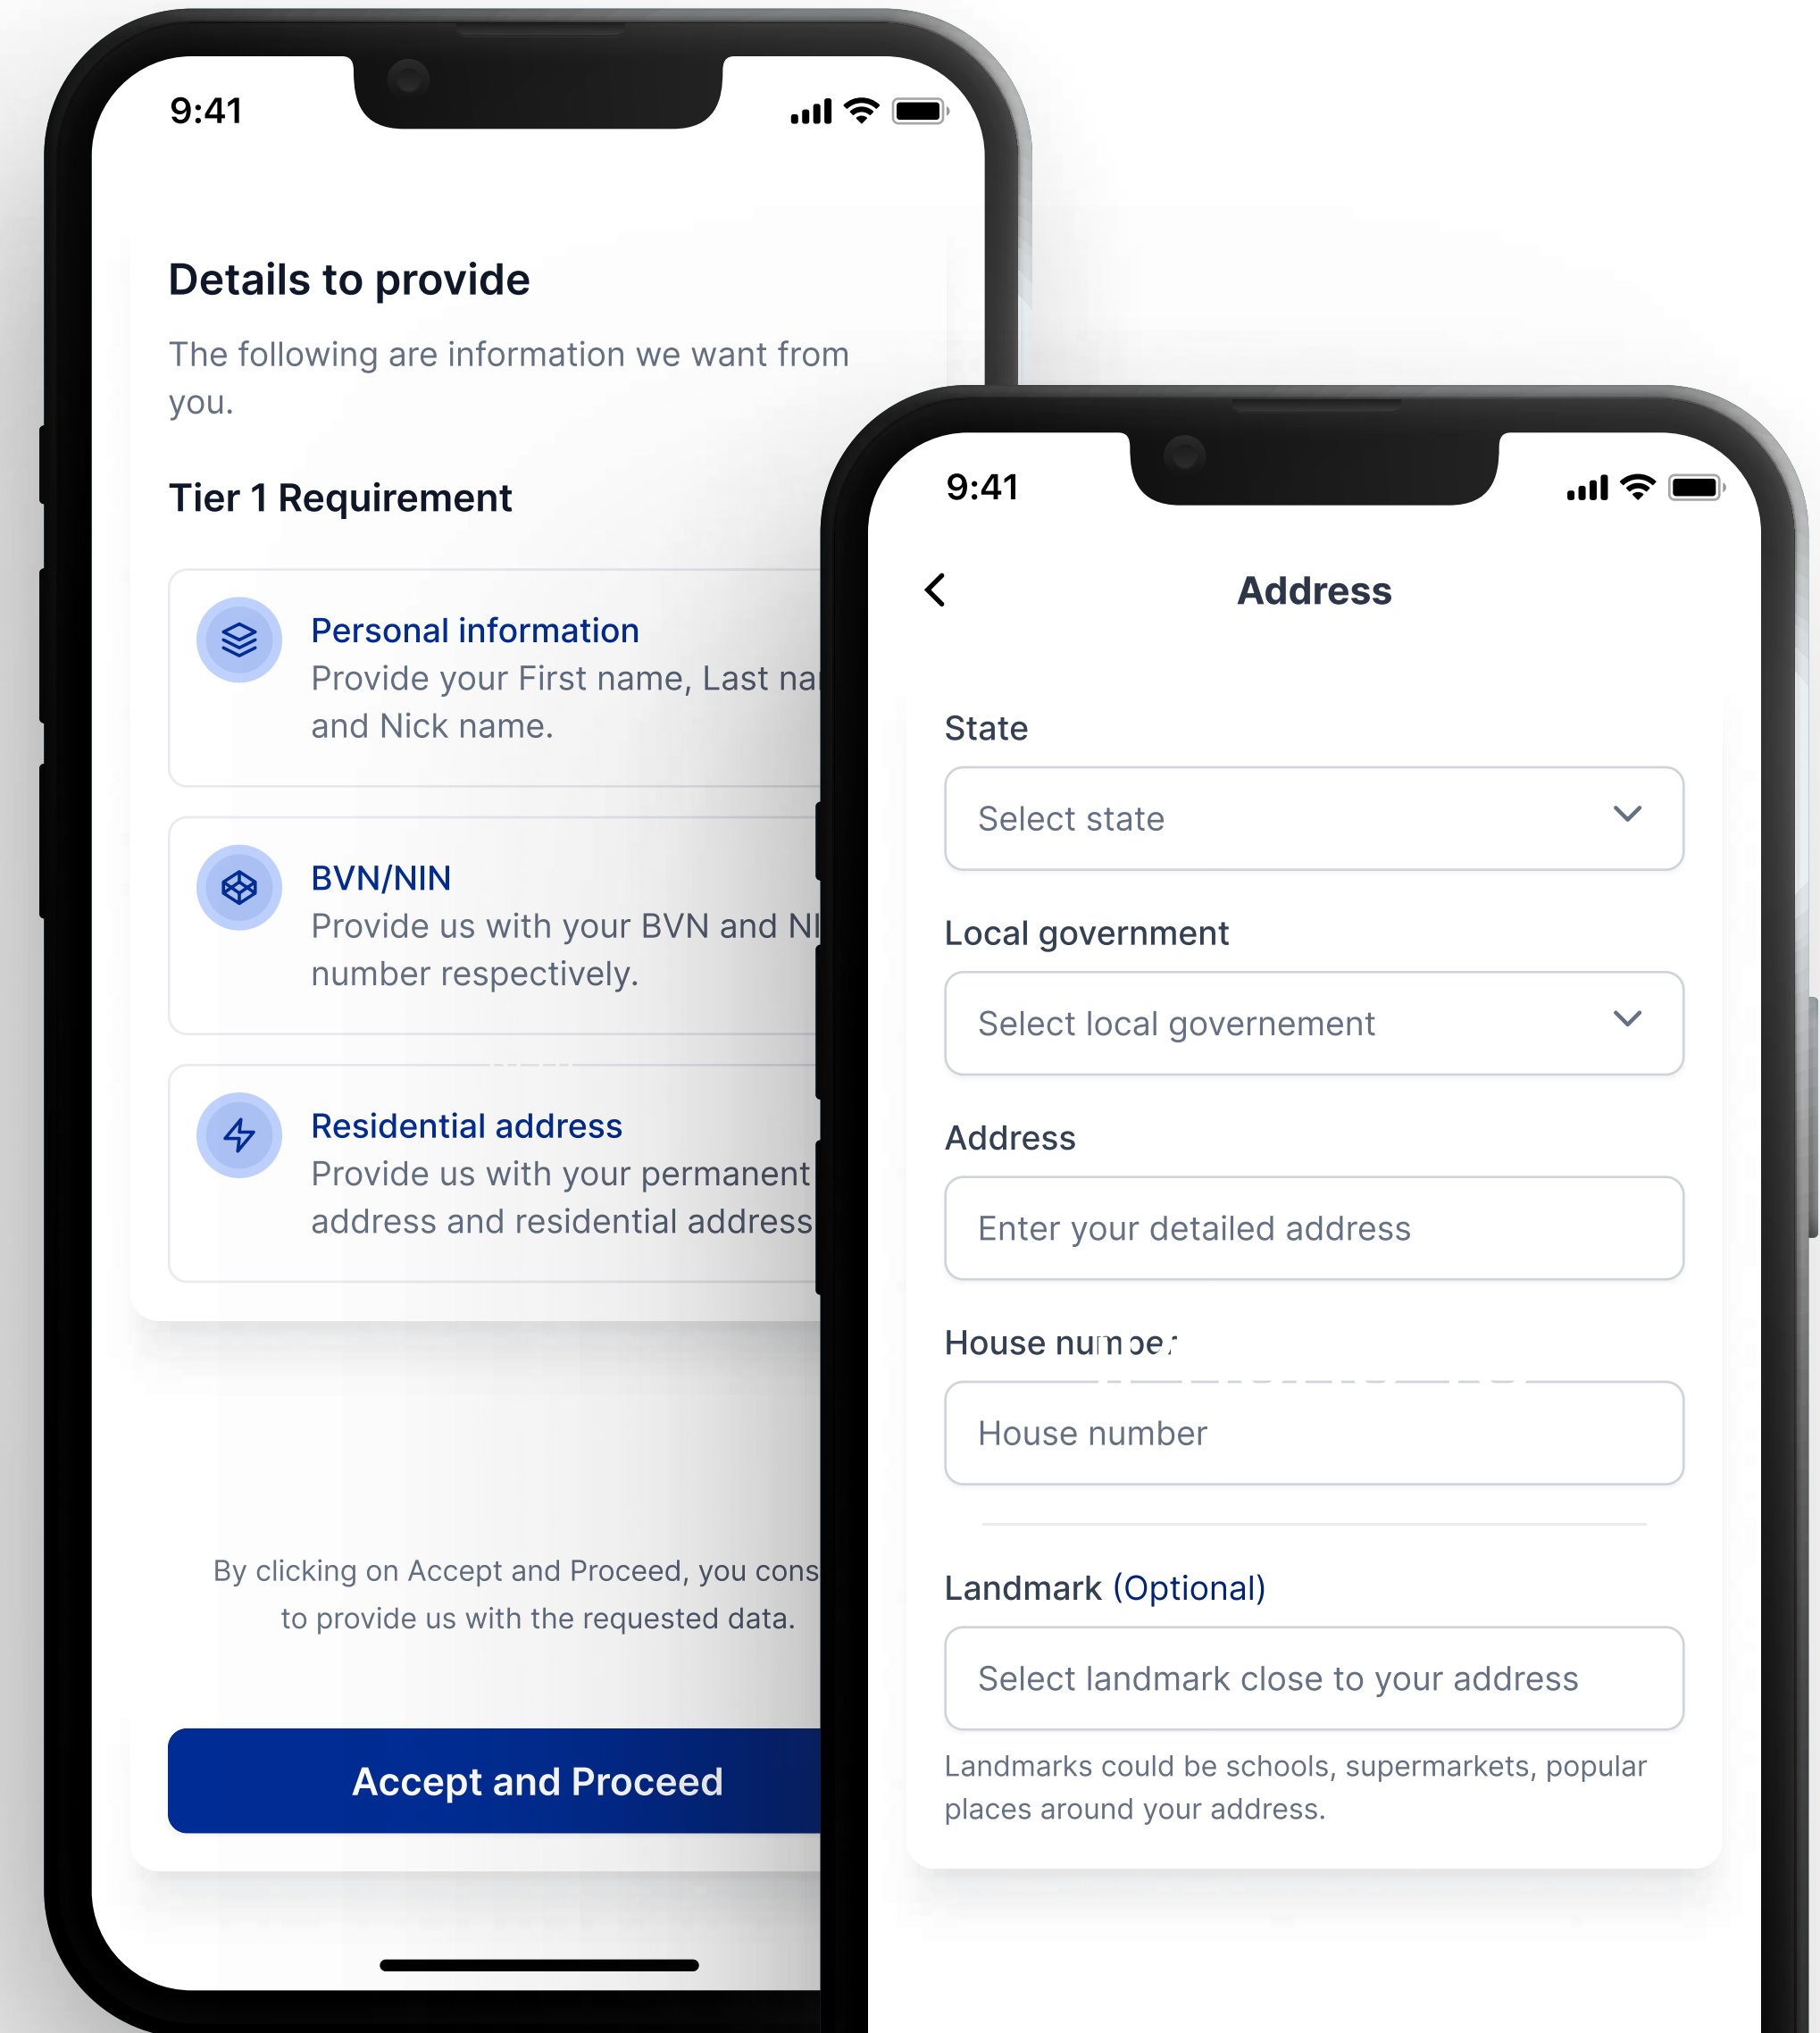 9:41
Details to provide
The following are information we want from
you.
Tier 1 Requirement
Personal information
Provide your First name, Last
and Nick name.
BVN/NIN
Provide us with your BVN and
number respectively.
Residential address
Provide us with your permanent
address and residential address
By clicking on Accept and Proceed, you
to provide us with the requested data.
Accept and Proceed
9:41
Address
State
Select state
Local government
Select local governement
Address
Enter your detailed address
House number
House number
Landmark (Optional)
Select landmark close to your address
Landmarks could be schools, supermarkets, popular
places around your address.